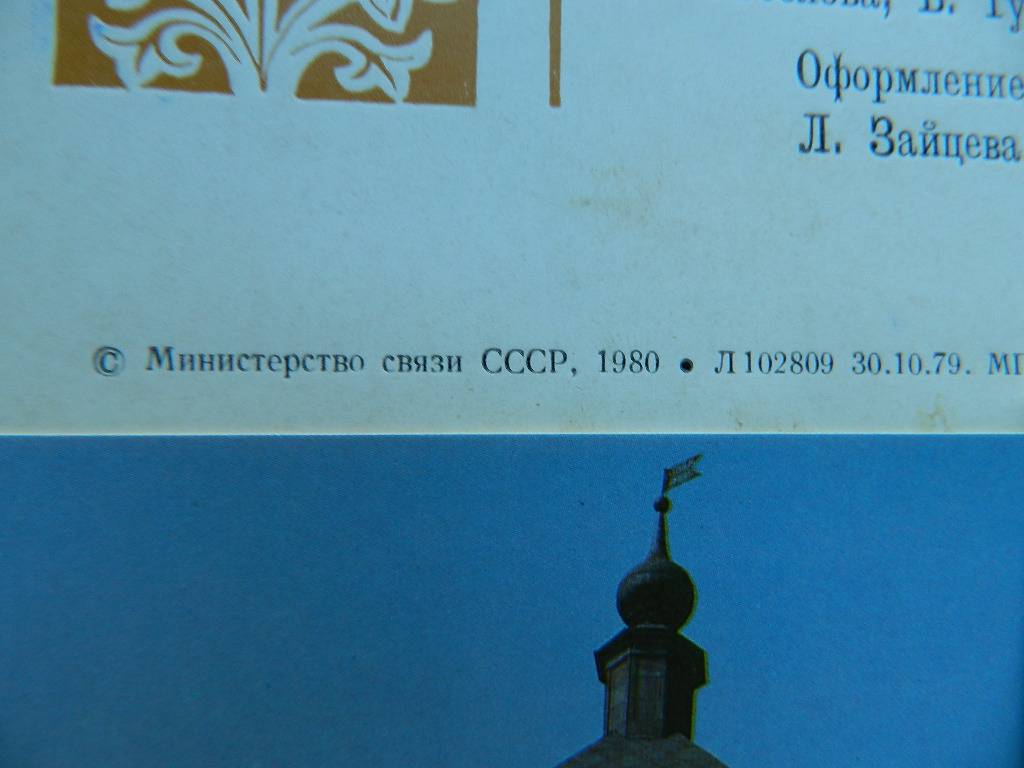 В.
Оформление
Л. Зайцева
© Министерство связи СССР, 1980 • Л 102809 30.10.79.